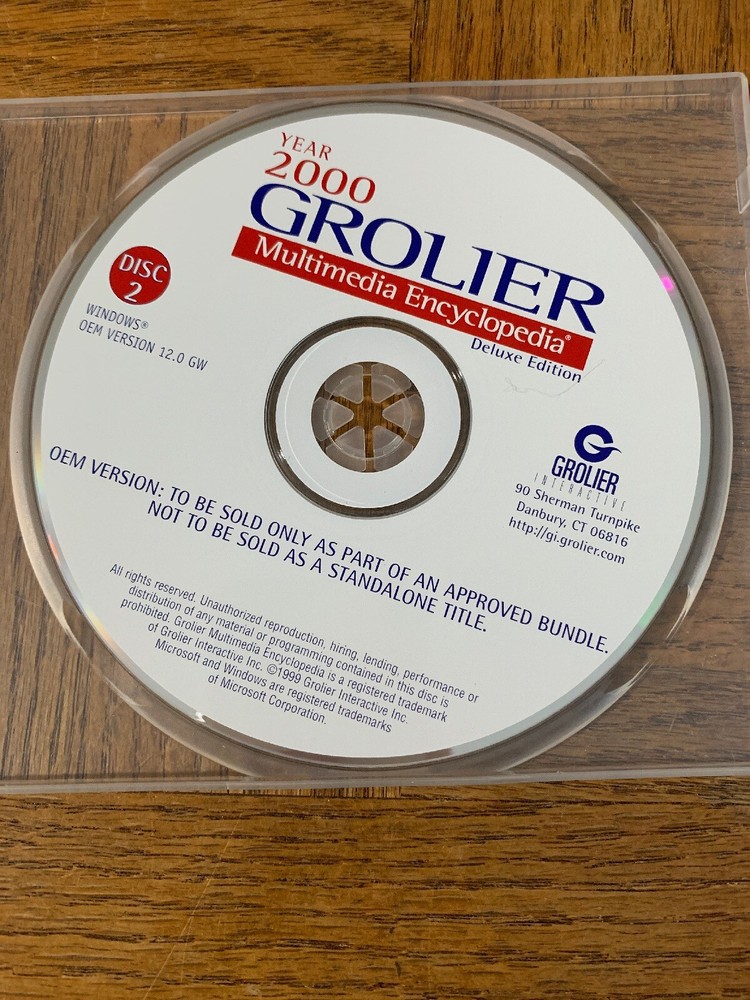 YEAR
2000
GROLIER
Multimedia Encyclopedia®
Deluxe Edition
DISC
2
WINDOWS®
OEM VERSION 12.0 GW
GROLIER
INTERACTIVE
90 Sherman Turnpike
Danbury, CT 06816
http://gi.grolier.com
OEM VERSION: TO BE SOLD ONLY AS PART OF AN APPROVED BUNDLE.
NOT TO BE SOLD AS A STANDALONE TITLE.
All rights reserved. Unauthorized reproduction, hiring, lending, performance or
distribution of any material or programming contained in this disc is
prohibited. Grolier Multimedia Encyclopedia is a registered trademark
of Grolier Interactive Inc. ©1999 Grolier Interactive Inc.
Microsoft and Windows are registered trademarks
of Microsoft Corporation.